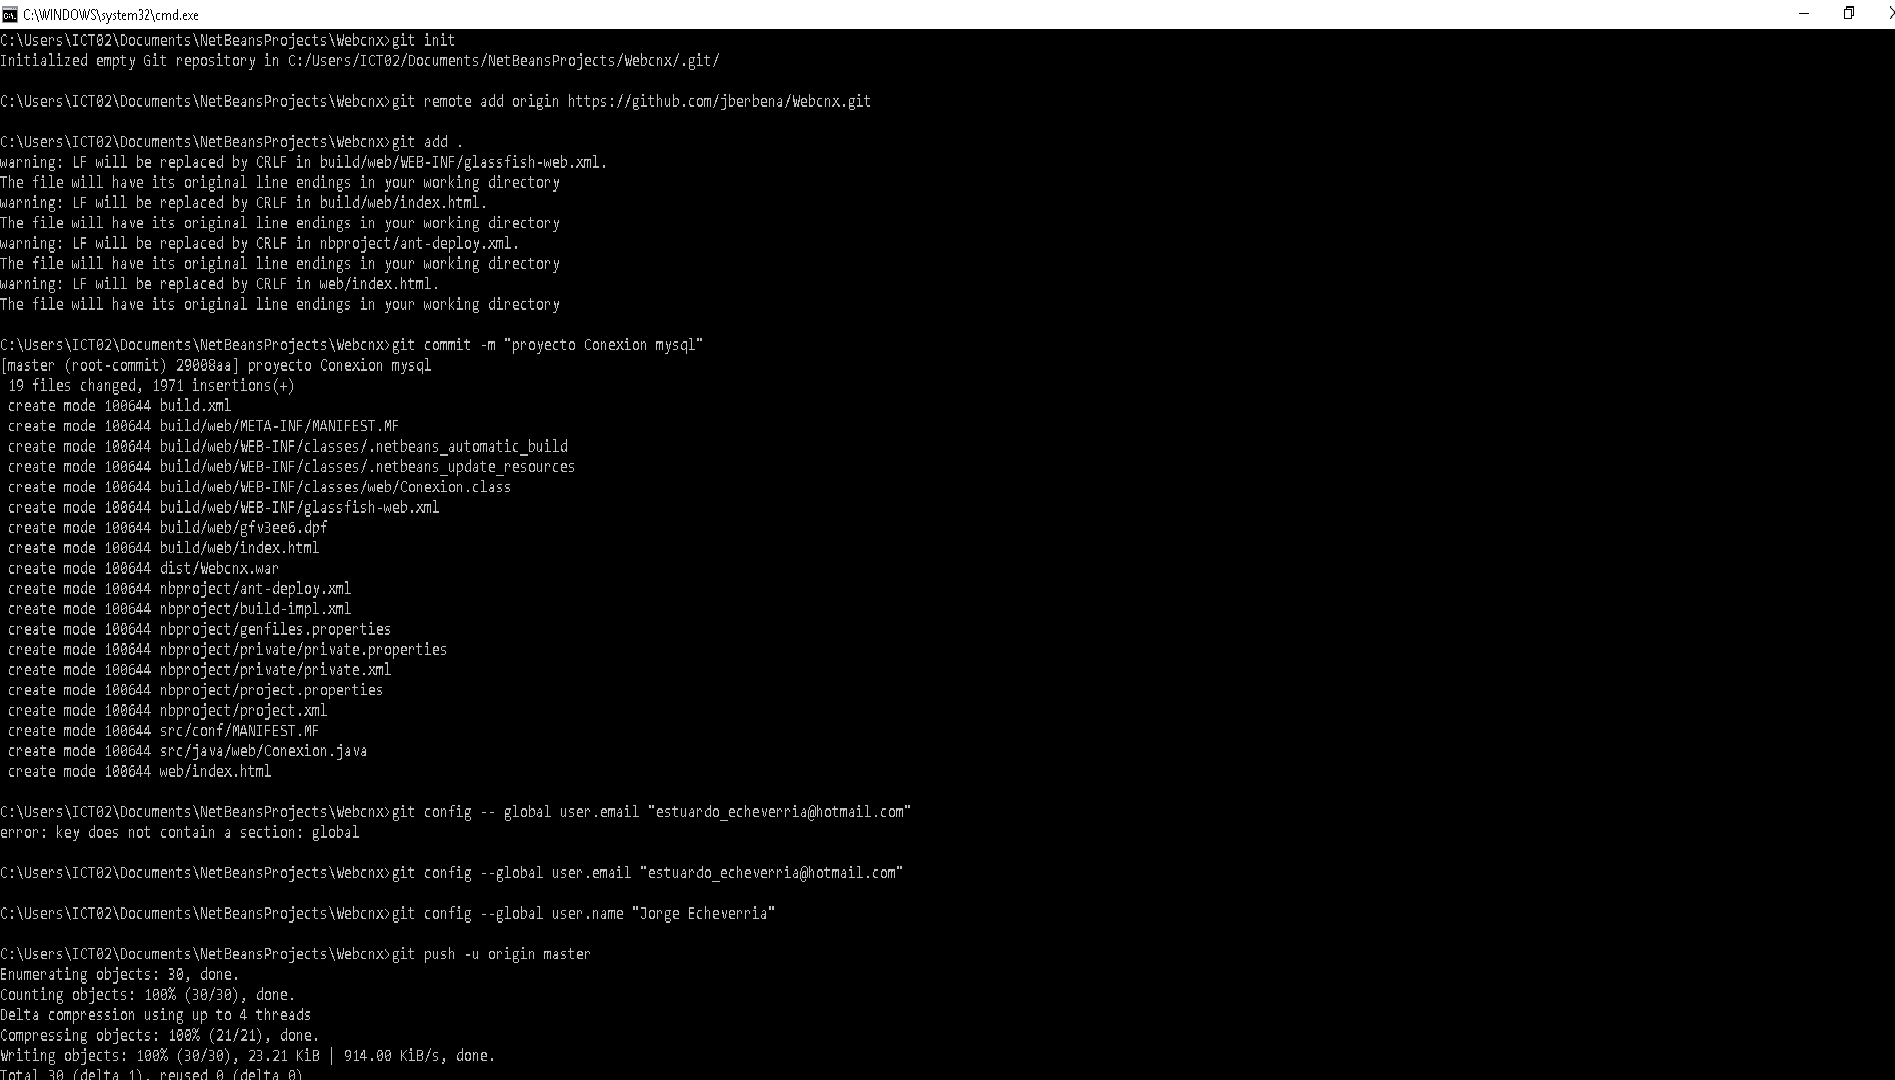 C:\WINDOWS\system32\cmd.exe
C:\Users\ICT02\Documents\NetBeansProjects\Webcnx>git init
Initialized empty Git repository in C:/Users/ICT02/Documents/NetBeansProjects/Webcnx/.git/
C:\Users\ICT02\Documents\NetBeansProjects\Webcnx>git remote add origin https://github.com/jberbena/Webcnx.git
C:\Users\ICT02\Documents\NetBeansProjects\Webcnx>git add .
warning: LF will be replaced by CRLF in build/web/WEB-INF/glassfish-web.xml.
The file will have its original line endings in your working directory
warning: LF will be replaced by CRLF in build/web/index.html.
The file will have its original line endings in your working directory
warning: LF will be replaced by CRLF in nbproject/ant-deploy.xml.
The file will have its original line endings in your working directory
warning: LF will be replaced by CRLF in web/index.html.
The file will have its original line endings in your working directory
C:\Users\ICT02\Documents\NetBeansProjects\Webcnx>git commit -m "proyecto Conexion mysql"
[master (root-commit) 29008aa] proyecto Conexion mysql
19 files changed, 1971 insertions(+)
create mode 100644 build.xml
create mode 100644 build/web/META-INF/MANIFEST.MF
create mode 100644 build/web/WEB-INF/classes/.netbeans_automatic_build
create mode 100644 build/web/WEB-INF/classes/.netbeans_update_resources
create mode 100644 build/web/WEB-INF/classes/web/Conexion.class
create mode 100644 build/web/WEB-INF/glassfish-web.xml
create mode 100644 build/web/gfv3ee6.dpf
create mode 100644 build/web/index.html
create mode 100644 dist/Webcnx.war
create mode 100644 nbproject/ant-deploy.xml
create mode 100644 nbproject/build-impl.xml
create mode 100644 nbproject/genfiles.properties
create mode 100644 nbproject/private/private.properties
create mode 100644 nbproject/private/private.xml
create mode 100644 nbproject/project.properties
create mode 100644 nbproject/project.xml
create mode 100644 src/conf/MANIFEST.MF
create mode 100644 src/java/web/Conexion.java
create mode 100644 web/index.html
C:\Users\ICT02\Documents\NetBeansProjects\Webcnx>git config -- global user.email "estuardo_echeverria@hotmail.com"
error: key does not contain a section: global
C:\Users\ICT02\Documents\NetBeansProjects\Webcnx>git config --global user.email "estuardo_echeverria@hotmail.com"
C:\Users\ICT02\Documents\NetBeansProjects\Webcnx>git config --global user.name "Jorge Echeverria"
C:\Users\ICT02\Documents\NetBeansProjects\Webcnx>git push -u origin master
Enumerating objects: 30, done.
Counting objects: 100% (30/30), done.
Delta compression using up to 4 threads
Compressing objects: 100% (21/21), done.
Writing objects: 100% (30/30), 23.21 KiB | 914.00 KiB/s, done.
Total 30 (delta 1), reused 0 (delta 0)